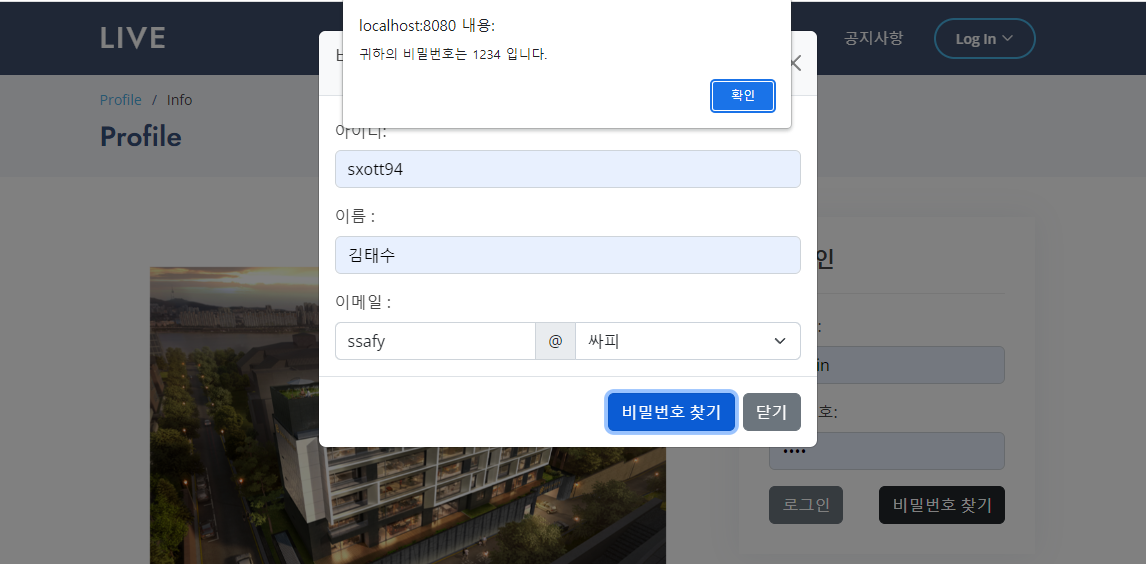 LIVE
공지사항
Log In
localhost:8080 내용:
귀하의 비밀번호는 1234 입니다.
확인
Profile / Info
Profile
아이디:
sxott94
이름 :
김태수
이메일 :
ssafy @ 싸피
비밀번호 찾기 닫기
인
:
in
호:
••••
로그인 비밀번호 찾기